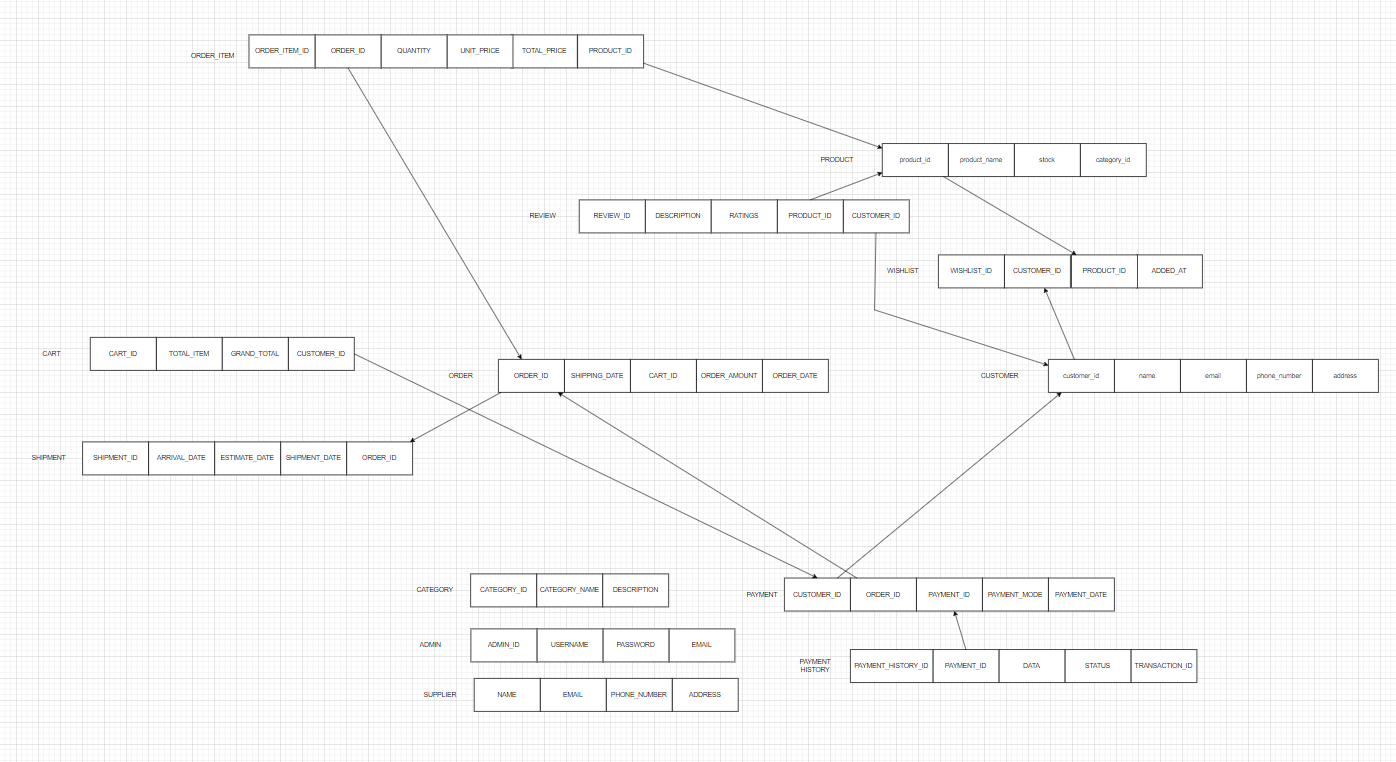 ORDER_ITEM
ORDER_ITEM_ID ORDER_ID QUANTITY UNIT_PRICE TOTAL_PRICE PRODUCT_ID
PRODUCT
product_id product_name stock category_id
REVIEW
REVIEW_ID DESCRIPTION RATINGS PRODUCT_ID CUSTOMER_ID
WISHLIST
WISHLIST_ID CUSTOMER_ID PRODUCT_ID ADDED_AT
CART
CART_ID TOTAL_ITEM GRAND_TOTAL CUSTOMER_ID
ORDER
ORDER_ID SHIPPING_DATE CART_ID ORDER_AMOUNT ORDER_DATE
CUSTOMER
customer_id name email phone_number address
SHIPMENT
SHIPMENT_ID ARRIVAL_DATE ESTIMATE_DATE SHIPMENT_DATE ORDER_ID
CATEGORY
CATEGORY_ID CATEGORY_NAME DESCRIPTION
PAYMENT
CUSTOMER_ID ORDER_ID PAYMENT_ID PAYMENT_MODE PAYMENT_DATE
ADMIN
ADMIN_ID USERNAME PASSWORD EMAIL
PAYMENT
HISTORY
PAYMENT_HISTORY_ID PAYMENT_ID DATA STATUS TRANSACTION_ID
SUPPLIER
NAME EMAIL PHONE_NUMBER ADDRESS